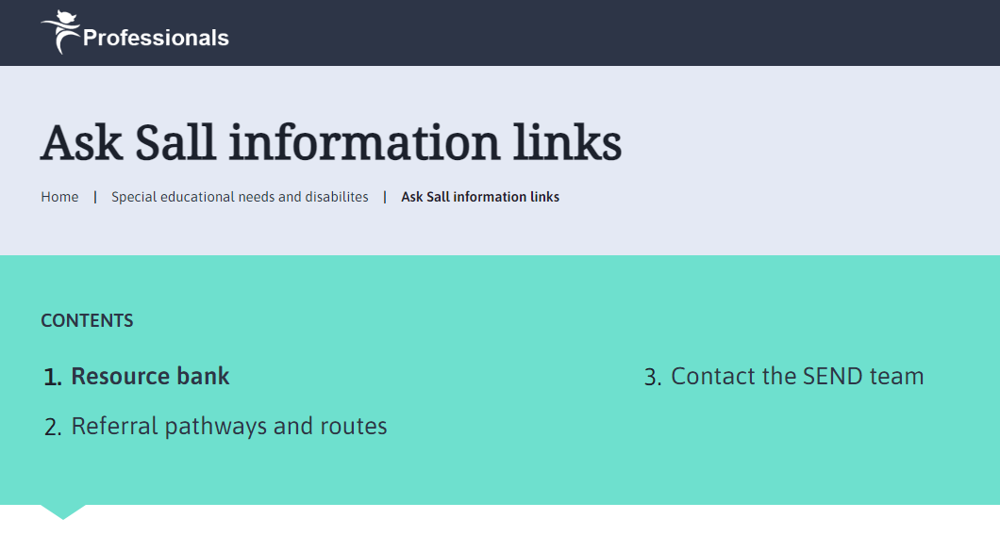 Professionals
Ask Sall information links
Home | Special educational needs and disabilites | Ask Sall information links
CONTENTS
1. Resource bank
2. Referral pathways and routes
3. Contact the SEND team